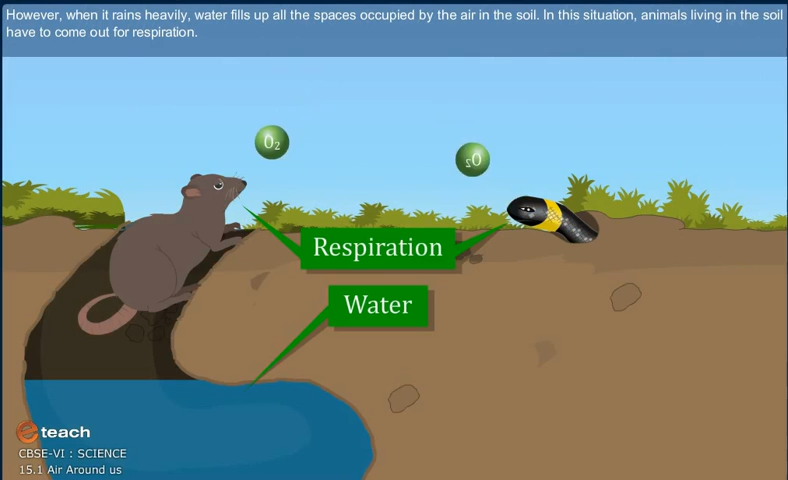 However, when it rains heavily, water fills up all the spaces occupied by the air in the soil. In this situation, animals living in the soil
have to come out for respiration.
O₂
O₂
Respiration
Water
e teach
CBSE-VI : SCIENCE
15.1 Air Around us